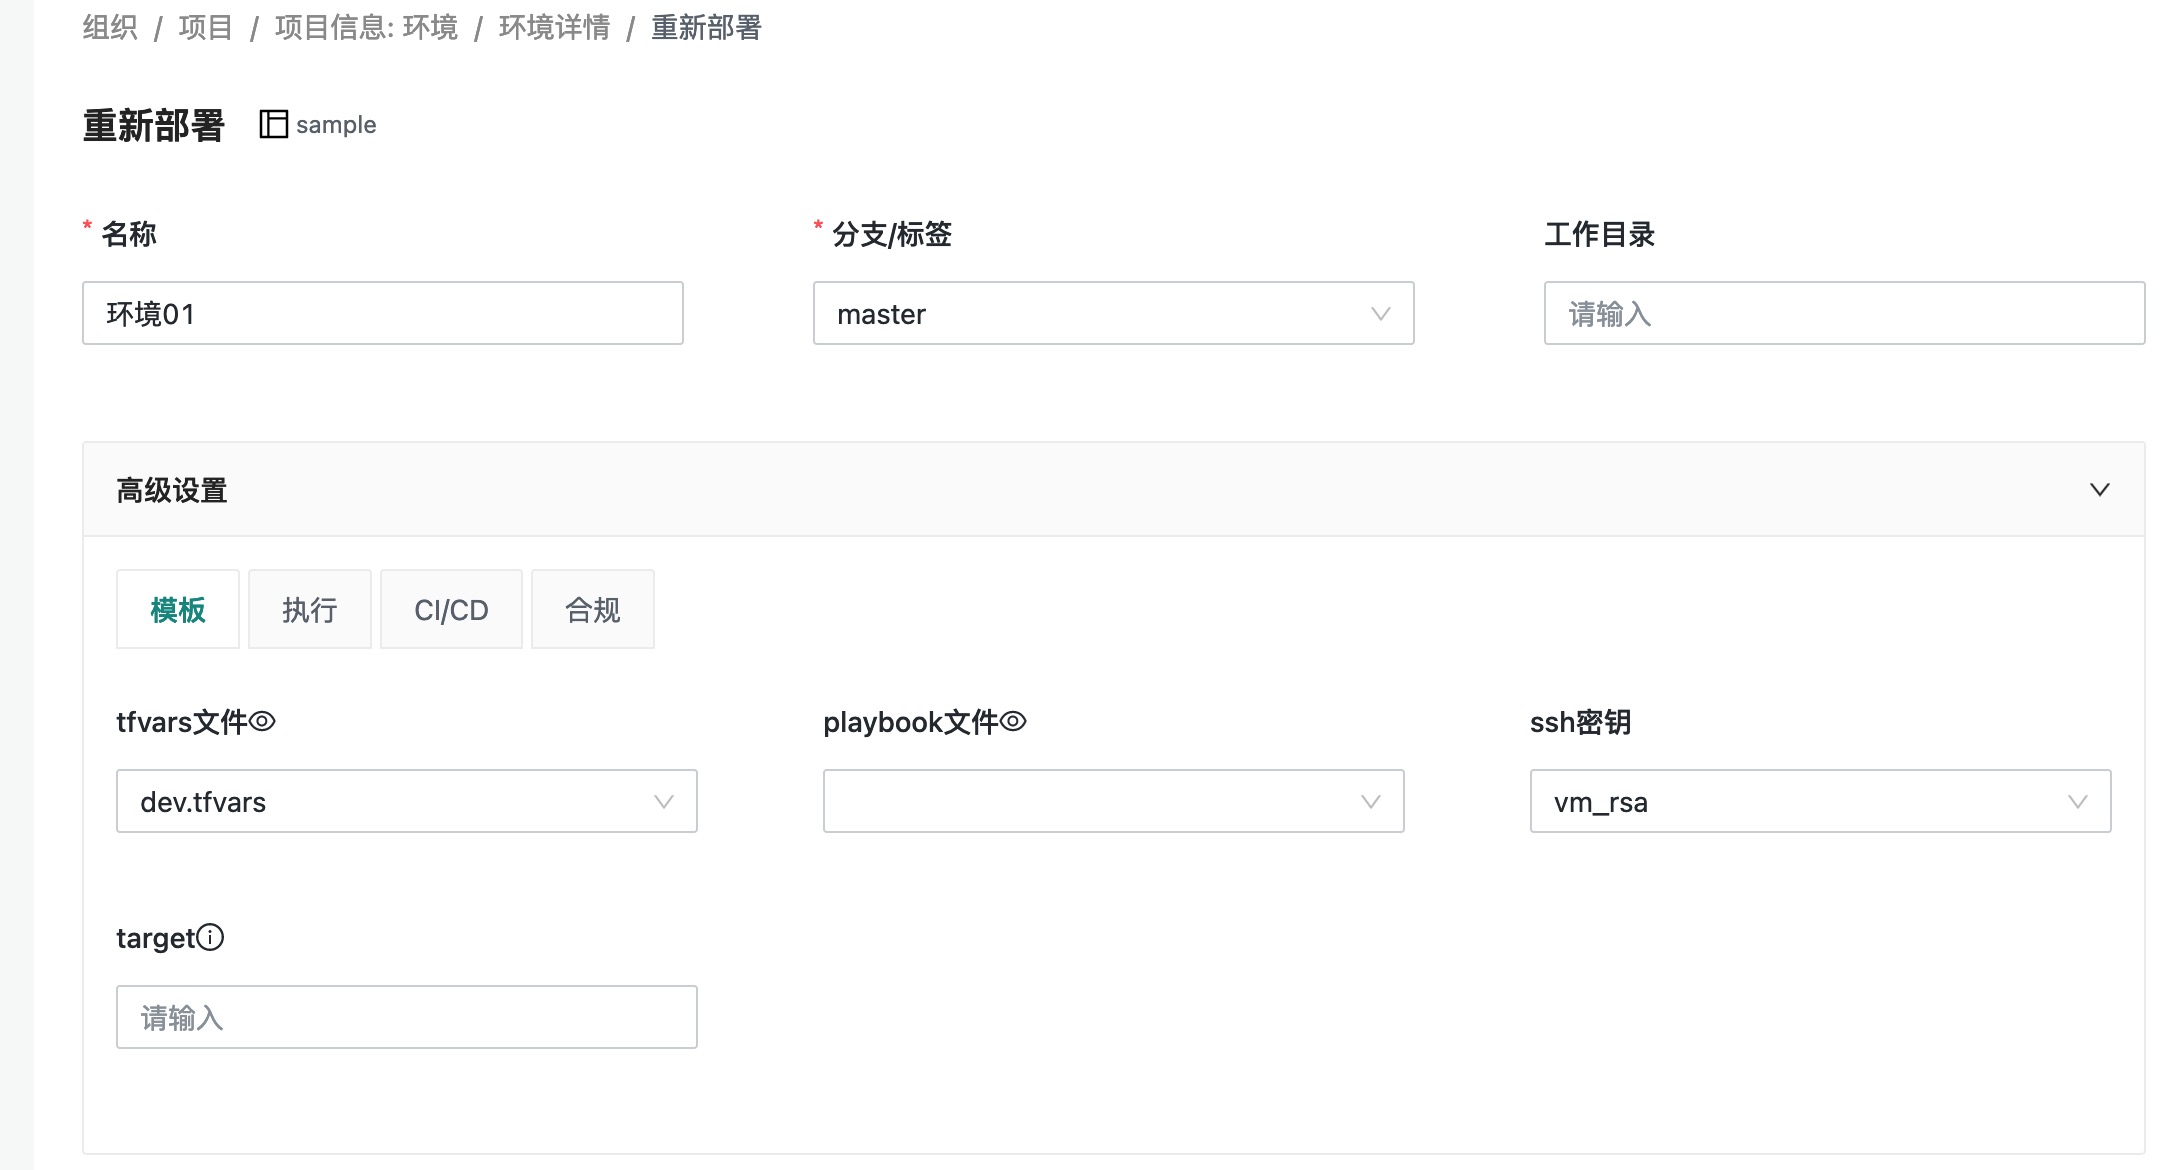 组织 / 项目 / 项目信息: 环境 / 环境详情 / 重新部署
重新部署 sample
* 名称 * 分支/标签 工作目录
环境01 master 请输入
高级设置
模板 执行 CI/CD 合规
tfvars文件 playbook文件 ssh密钥
dev.tfvars vm_rsa
target
请输入